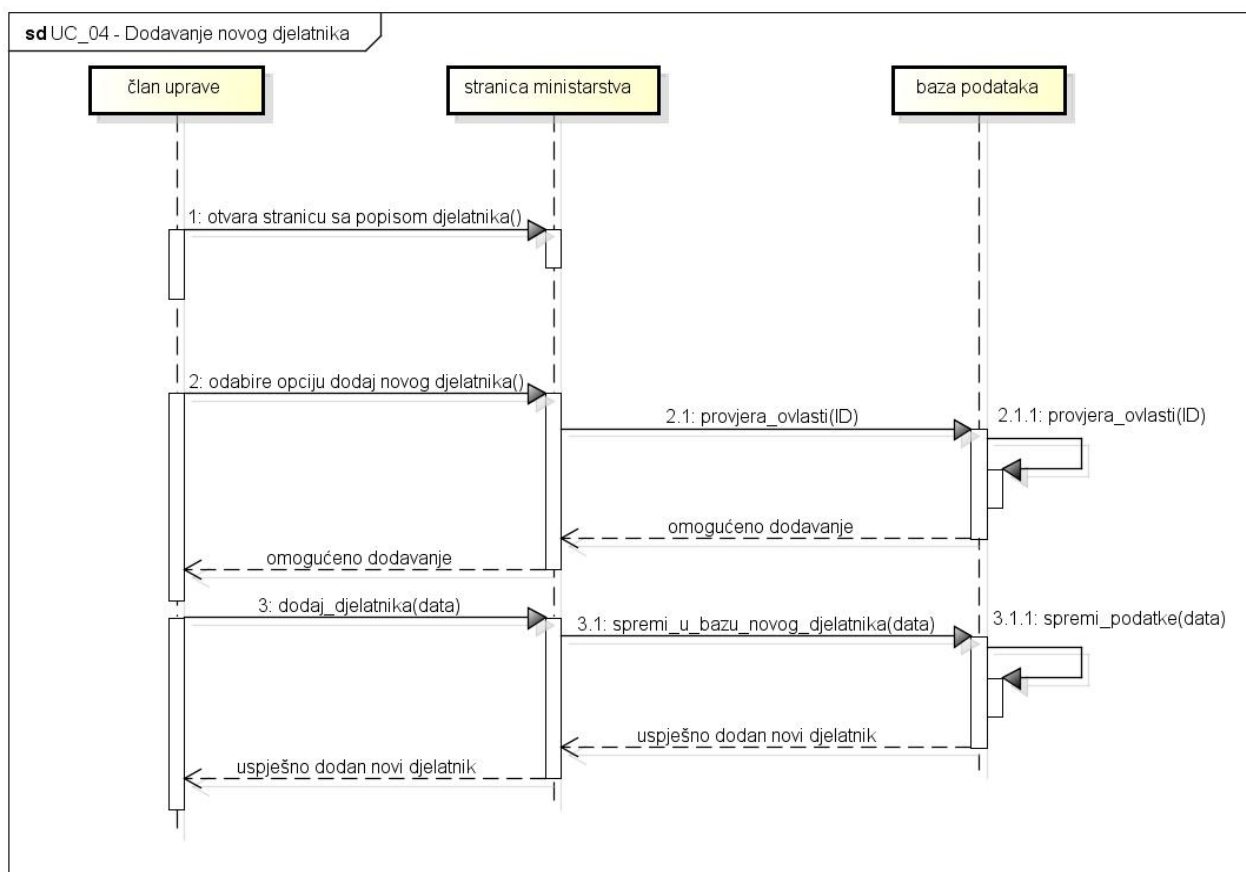 sd UC_04 - Dodavanje novog djelatnika
član uprave
stranica ministarstva
baza podataka
1: otvara stranicu sa popisom djelatnika()
2: odabire opciju dodaj novog djelatnika()
2.1: provjera_ovlasti(ID)
2.1.1: provjera_ovlasti(ID)
omogućeno dodavanje
omogućeno dodavanje
3: dodaj_djelatnika(data)
3.1: spremi_u_bazu_novog_djelatnika(data)
3.1.1: spremi_podatke(data)
uspješno dodan novi djelatnik
uspješno dodan novi djelatnik